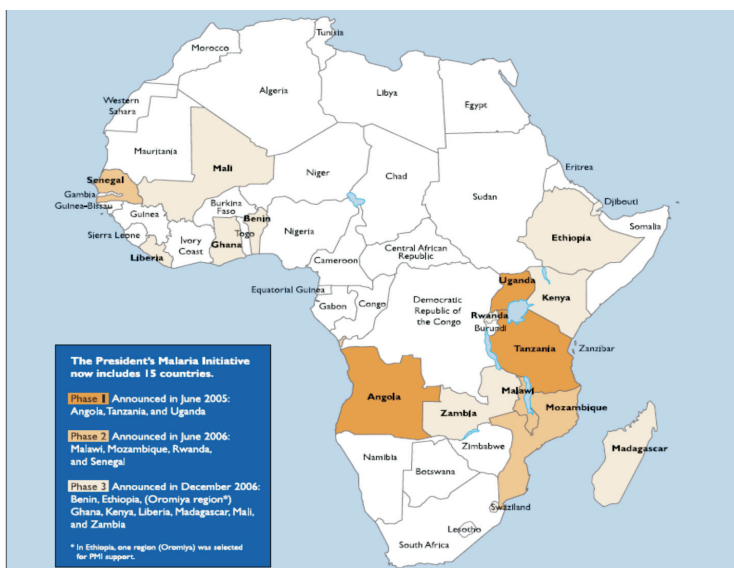 Tunisia
Morocco
Algeria
Libya
Egypt
Western
Sahara
Mauritania
Mali
Niger
Chad
Sudan
Eritrea
Senegal
Gambia
Guinea-Bissau
Guinea
Burkina
Faso
Benin
Djibouti
Somalia
Sierra Leone
Ivory
Coast
Ghana
Togo
Nigeria
Ethiopia
Liberia
Cameroon
Central African
Republic
Equatorial Guinea
Gabon
Congo
Democratic
Republic of
the Congo
Uganda
Kenya
Rwanda
Burundi
Tanzania
Zanzibar
Angola
Zambia
Malawi
Mozambique
Madagascar
Zimbabwe
Namibia
Botswana
Swaziland
Lesotho
South Africa
The President's Malaria Initiative
now includes 15 countries.
Phase 1 Announced in June 2005:
Angola, Tanzania, and Uganda
Phase 2 Announced in June 2006:
Malawi, Mozambique, Rwanda,
and Senegal
Phase 3 Announced in December 2006:
Benin, Ethiopia, (Oromiya region*)
Ghana, Kenya, Liberia, Madagascar, Mali,
and Zambia
* In Ethiopia, one region (Oromiya) was selected
for PMI support.